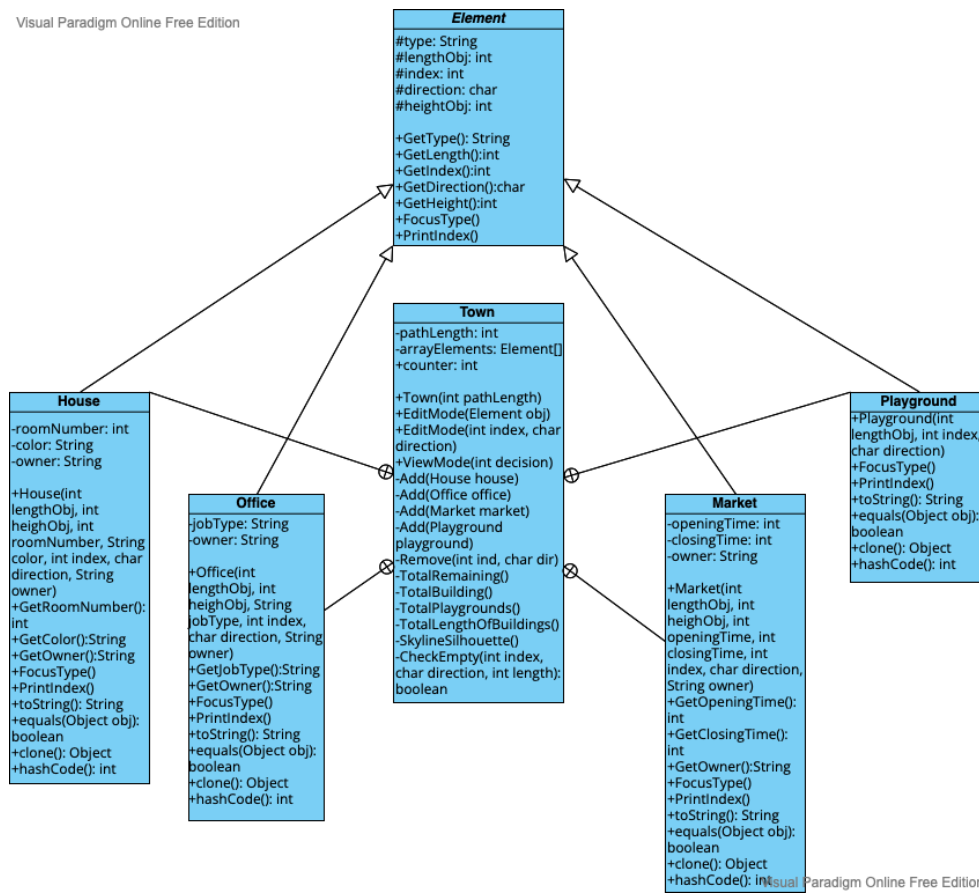 Visual Paradigm Online Free Edition
Element
#type: String
#lengthObj: int
#index: int
#direction: char
#heightObj: int
+GetType(): String
+GetLength():int
+GetIndex():int
+GetDirection():char
+GetHeight():int
+FocusType()
+PrintIndex()
Town
-pathLength: int
-arrayElements: Element[]
+counter: int
+Town(int pathLength)
+EditMode(Element obj)
+EditMode(int index, char
direction)
+ViewMode(int decision)
-Add(House house)
-Add(Office office)
-Add(Market market)
-Add(Playground
playground)
-Remove(int ind, char dir)
-TotalRemaining()
-TotalBuilding()
-TotalPlaygrounds()
-TotalLengthOfBuildings()
-SkylineSilhouette()
-CheckEmpty(int index,
char direction, int length):
boolean
House
-roomNumber: int
-color: String
-owner: String
+House(int
lengthObj, int
heighObj, int
roomNumber, String
color, int index, char
direction, String
owner)
+GetRoomNumber():
int
+GetColor():String
+GetOwner():String
+FocusType()
+PrintIndex()
+toString(): String
+equals(Object obj):
boolean
+clone(): Object
+hashCode(): int
Office
-jobType: String
-owner: String
+Office(int
lengthObj, int
heighObj, String
jobType, int index,
char direction, String
owner)
+GetJobType():String
+GetOwner():String
+FocusType()
+PrintIndex()
+toString(): String
+equals(Object obj):
boolean
+clone(): Object
+hashCode(): int
Market
-openingTime: int
-closingTime: int
-owner: String
+Market(int
lengthObj, int
heighObj, int
openingTime, int
closingTime, int
index, char direction,
String owner)
+GetOpeningTime():
int
+GetClosingTime():
int
+GetOwner():String
+FocusType()
+PrintIndex()
+toString(): String
+equals(Object obj):
boolean
+clone(): Object
+hashCode(): int
Playground
+Playground(int
lengthObj, int index,
char direction)
+FocusType()
+PrintIndex()
+toString(): String
+equals(Object obj):
boolean
+clone(): Object
+hashCode(): int
Visual Paradigm Online Free Edition